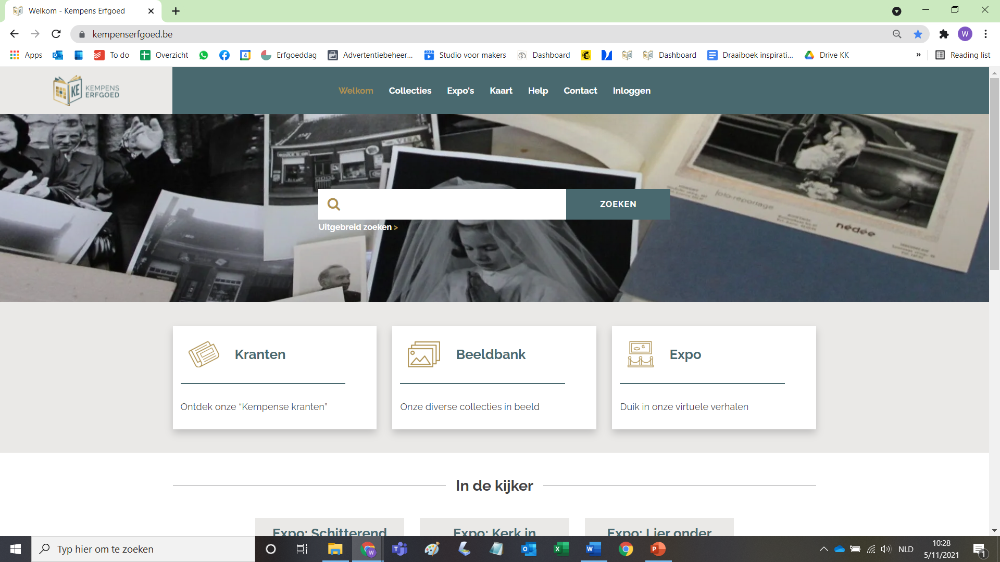 Welkom - Kempens Erfgoed
kempenserfgoed.be
W
Apps
To do
Overzicht
4
Erfgoeddag
Advertentiebeheer...
Studio voor makers
Dashboard
Dashboard
Draaiboek inspirati...
Drive KK
»
Reading list
KE
KEMPENS
ERFGOED
Welkom
Collecties
Expo's
Kaart
Help
Contact
Inloggen
VISA
foto-reportage
nédée
ZOEKEN
Uitgebreid zoeken >
Kranten
Beeldbank
Expo
Ontdek onze “Kempense kranten”
Onze diverse collecties in beeld
Duik in onze virtuele verhalen
In de kijker
Expo: Schitterend
Expo: Kerk in
Expo: Lier onder
Typ hier om te zoeken
NLD
10:28
5/11/2021
1